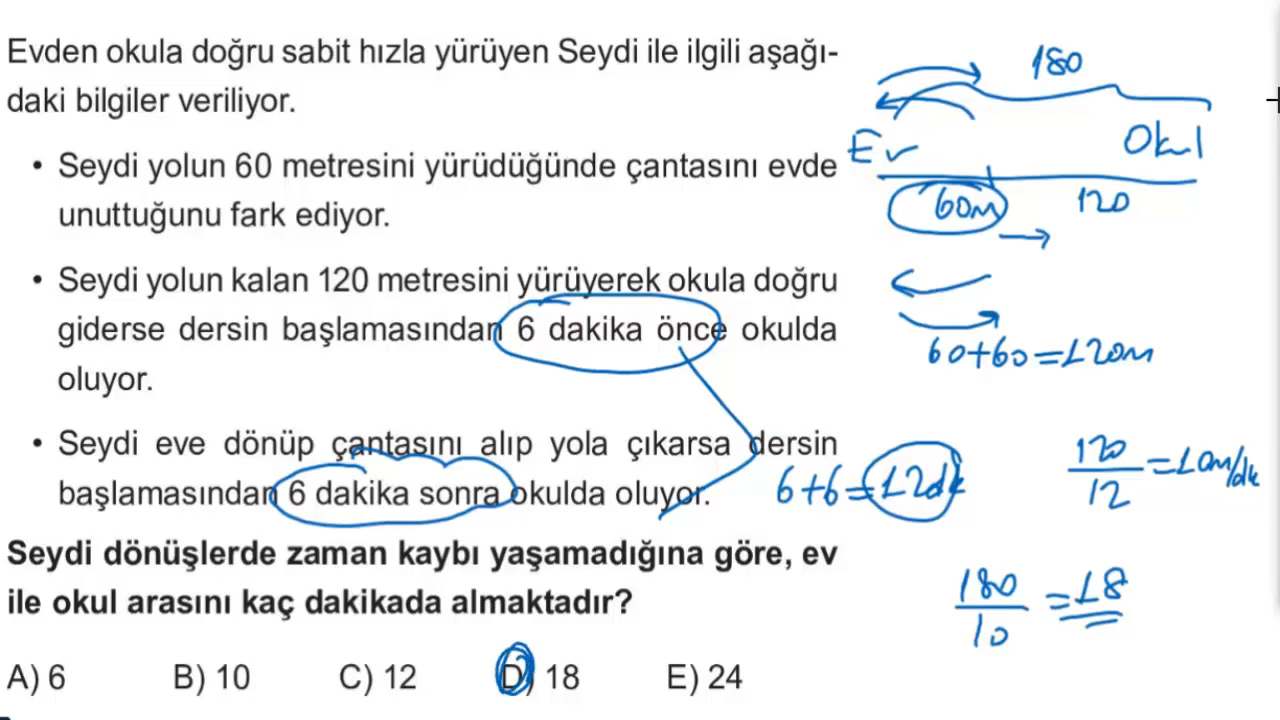 Evden okula doğru sabit hızla yürüyen Seydi ile ilgili aşağı-
daki bilgiler veriliyor.
• Seydi yolun 60 metresini yürüdüğünde çantasını evde
unuttuğunu fark ediyor.
• Seydi yolun kalan 120 metresini yürüyerek okula doğru
giderse dersin başlamasından 6 dakika önce okulda
oluyor.
• Seydi eve dönüp çantasını alıp yola çıkarsa dersin
başlamasından 6 dakika sonra okulda oluyor.
Seydi dönüşlerde zaman kaybı yaşamadığına göre, ev
ile okul arasını kaç dakikada almaktadır?
A) 6 B) 10 C) 12 D) 18 E) 24
180
Ev Okul
60m 120
60+60=120m
6+6=12dk
120/12=10m/dk
180/10=18